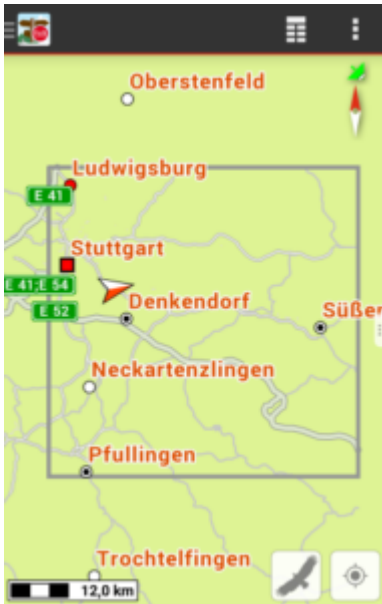 Oberstenfeld
Ludwigsburg
E 41
Stuttgart
E 41;E 54
Denkendorf
E 52
Süßen
Neckartenzlingen
Pfullingen
Trochtelfingen
12,0 km